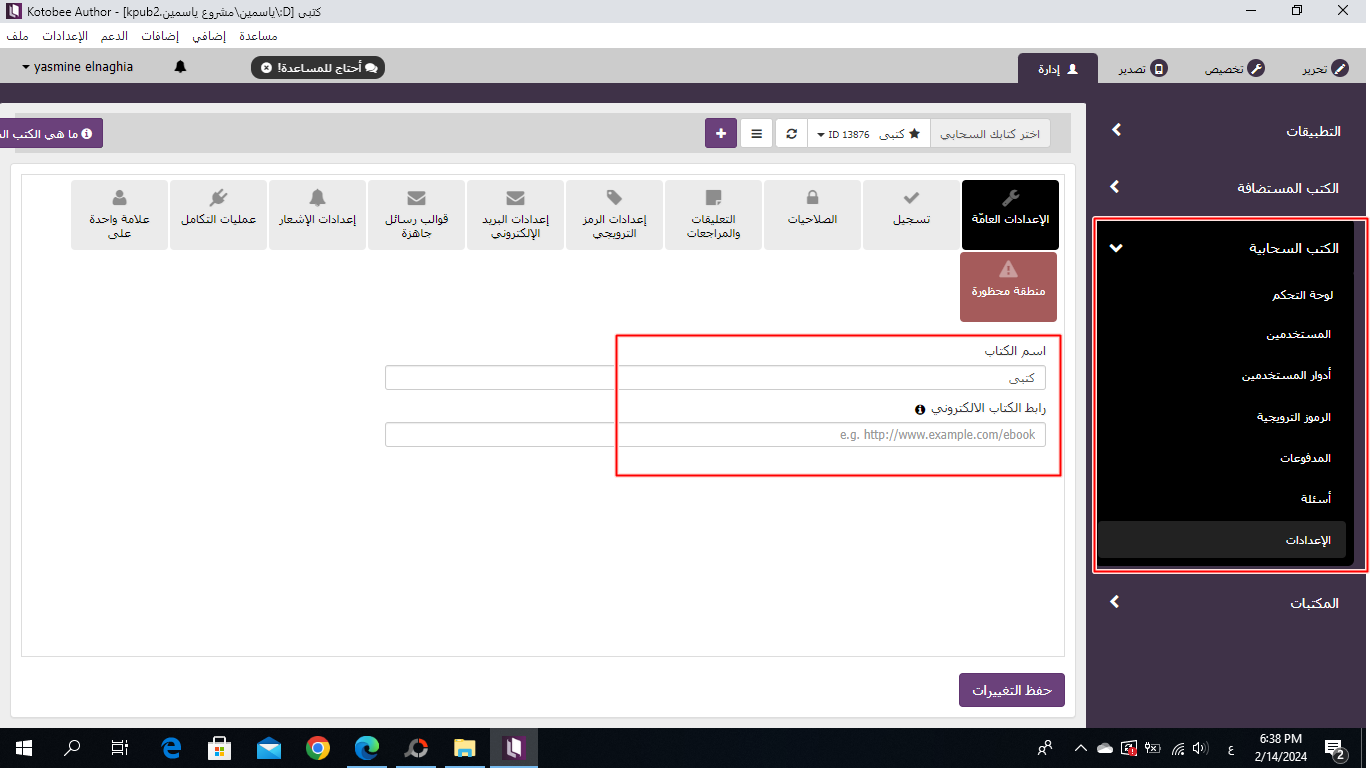 Kotobee Author - [D:\ياسمين\مشروع ياسمين.kpub2] كتبى
ملف الإعدادات الدعم إضافات إضافي مساعدة
تحرير تخصيص تصدير إدارة
أحتاج للمساعدة!
yasmine elnaghia
التطبيقات
الكتب المستضافة
الكتب السحابية
لوحة التحكم
المستخدمين
أدوار المستخدمين
الرموز الترويجية
المدفوعات
أسئلة
الإعدادات
المكتبات
اختر كتابك السحابي
كتبى ID 13876
ما هي الكتب
الإعدادات العامّة
تسجيل
الصلاحيات
التعليقات
والمراجعات
إعدادات الرمز
الترويجي
إعدادات البريد
الإلكتروني
قوالب رسائل
جاهزة
إعدادات الإشعار
عمليات التكامل
علامة واحدة
على
منطقة محظورة
اسم الكتاب
كتبى
رابط الكتاب الالكتروني
e.g. http://www.example.com/ebook
حفظ التغييرات
6:38 PM
ع
2/14/2024
2